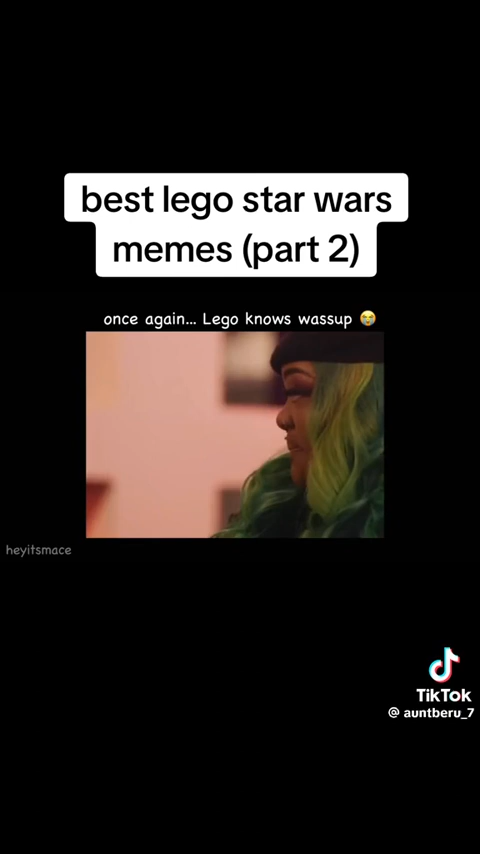 best lego star wars
memes (part 2)
once again... Lego knows wassup 😭
heyitsmace
TikTok
@ auntberu_7